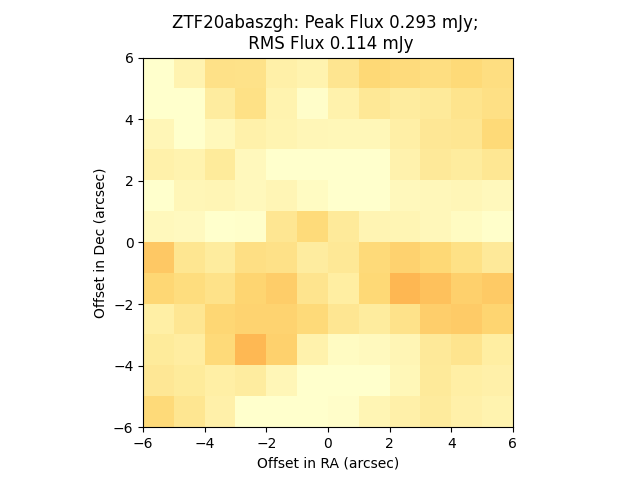 ZTF20abaszgh: Peak Flux 0.293 mJy;
RMS Flux 0.114 mJy
6
4
2
0
−2
−4
−6
Offset in Dec (arcsec)
−6 −4 −2 0 2 4 6
Offset in RA (arcsec)